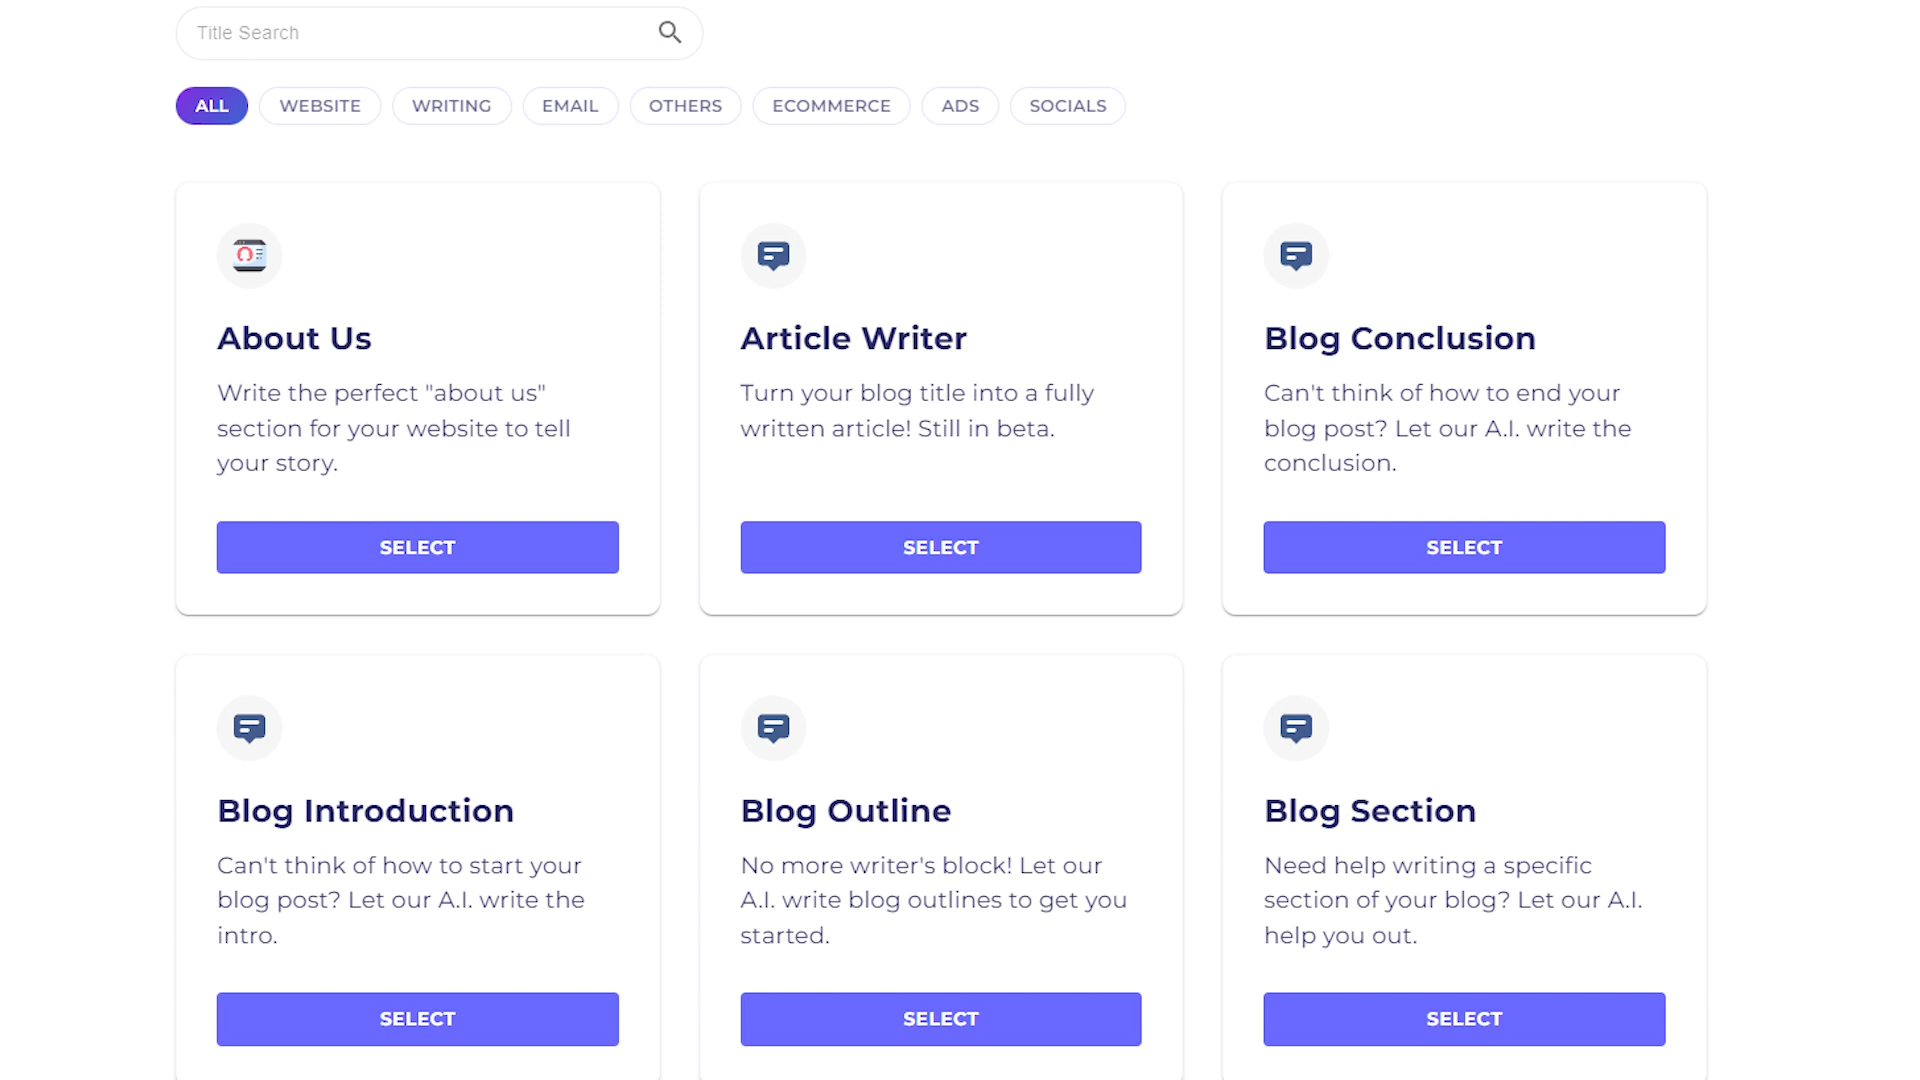 Title Search
ALL WEBSITE WRITING EMAIL OTHERS ECOMMERCE ADS SOCIALS
About Us
Write the perfect "about us"
section for your website to tell
your story.
SELECT
Article Writer
Turn your blog title into a fully
written article! Still in beta.
SELECT
Blog Conclusion
Can't think of how to end your
blog post? Let our A.I. write the
conclusion.
SELECT
Blog Introduction
Can't think of how to start your
blog post? Let our A.I. write the
intro.
SELECT
Blog Outline
No more writer's block! Let our
A.I. write blog outlines to get you
started.
SELECT
Blog Section
Need help writing a specific
section of your blog? Let our A.I.
help you out.
SELECT